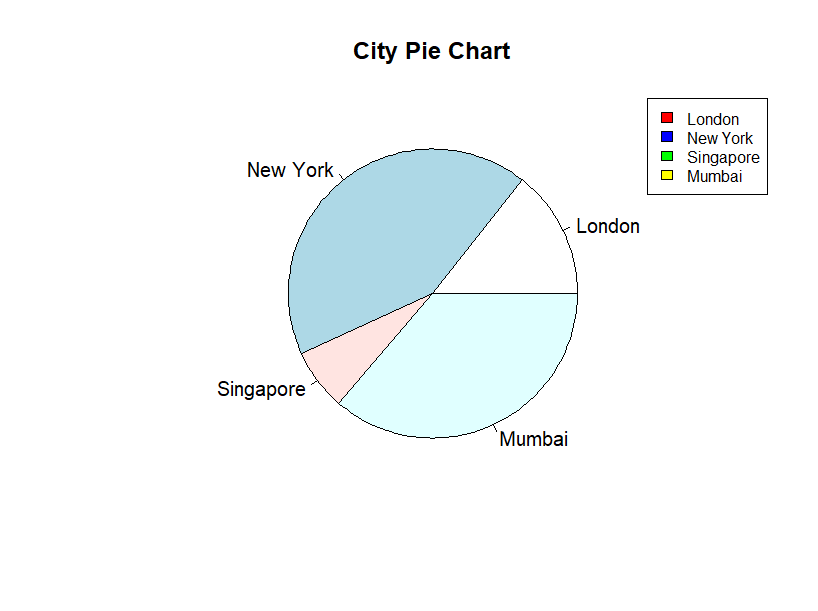 City Pie Chart
London
New York
Singapore
Mumbai
New York
London
Singapore
Mumbai